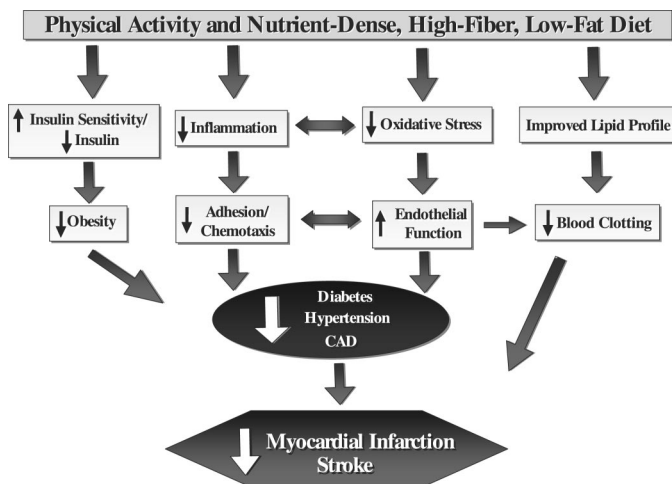 Physical Activity and Nutrient-Dense, High-Fiber, Low-Fat Diet
Insulin Sensitivity/
Insulin
Inflammation
Oxidative Stress
Improved Lipid Profile
Obesity
Adhesion/
Chemotaxis
Endothelial
Function
Blood Clotting
Diabetes
Hypertension
CAD
Myocardial Infarction
Stroke